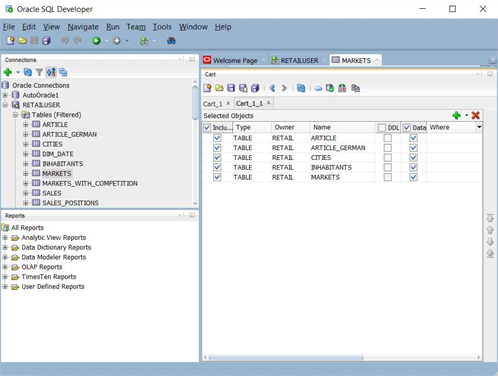 Oracle SQL Developer
File Edit View Navigate Run Team Tools Window Help
Connections
Oracle Connections
AutoOracle1
RETAILUSER
Tables (Filtered)
ARTICLE
ARTICLE_GERMAN
CITIES
DIM_DATE
INHABITANTS
MARKETS
MARKETS_WITH_COMPETITION
SALES
SALES_POSITIONS
Reports
All Reports
Analytic View Reports
Data Dictionary Reports
Data Modeler Reports
OLAP Reports
TimesTen Reports
User Defined Reports
Welcome Page RETAILUSER MARKETS
Cart
Cart_1 Cart_1_1
Selected Objects
Inclu... Type Owner Name DDL Data Where
TABLE RETAIL ARTICLE
TABLE RETAIL ARTICLE_GERMAN
TABLE RETAIL CITIES
TABLE RETAIL INHABITANTS
TABLE RETAIL MARKETS